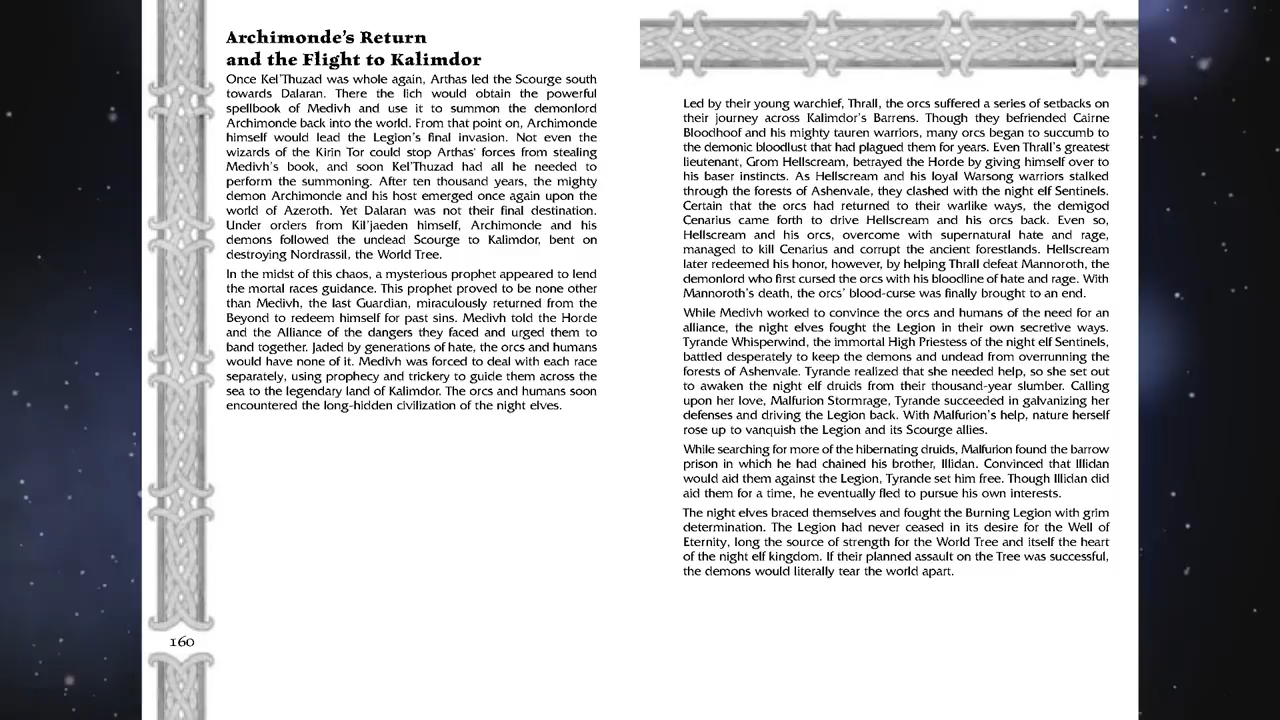 Archimonde's Return
and the Flight to Kalimdor
Once Kel'Thuzad was whole again, Arthas led the Scourge south
towards Dalaran. There the lich would obtain the powerful
spellbook of Medivh and use it to summon the demonlord
Archimonde back into the world. From that point on, Archimonde
himself would lead the Legion's final invasion. Not even the
wizards of the Kirin Tor could stop Arthas' forces from stealing
Medivh's book, and soon Kel'Thuzad had all he needed to
perform the summoning. After ten thousand years, the mighty
demon Archimonde and his host emerged once again upon the
world of Azeroth. Yet Dalaran was not their final destination.
Under orders from Kil'jaeden himself, Archimonde and his
demons followed the undead Scourge to Kalimdor, bent on
destroying Nordrassil, the World Tree.
In the midst of this chaos, a mysterious prophet appeared to lend
the mortal races guidance. This prophet proved to be none other
than Medivh, the last Guardian, miraculously returned from the
Beyond to redeem himself for past sins. Medivh told the Horde
and the Alliance of the dangers they faced and urged them to
band together. Jaded by generations of hate, the orcs and humans
would have none of it. Medivh was forced to deal with each race
separately, using prophecy and trickery to guide them across the
sea to the legendary land of Kalimdor. The orcs and humans soon
encountered the long-hidden civilization of the night elves.
160
Led by their young warchief, Thrall, the orcs suffered a series of setbacks on
their journey across Kalimdor's Barrens. Though they befriended Cairne
Bloodhoof and his mighty tauren warriors, many orcs began to succumb to
the demonic bloodlust that had plagued them for years. Even Thrall's greatest
lieutenant, Grom Hellscream, betrayed the Horde by giving himself over to
his baser instincts. As Hellscream and his loyal Warsong warriors stalked
through the forests of Ashenvale, they clashed with the night elf Sentinels.
Certain that the orcs had returned to their warlike ways, the demigod
Cenarius came forth to drive Hellscream and his orcs back. Even so,
Hellscream and his orcs, overcome with supernatural hate and rage,
managed to kill Cenarius and corrupt the ancient forestlands. Hellscream
later redeemed his honor, however, by helping Thrall defeat Mannoroth, the
demonlord who first cursed the orcs with his bloodline of hate and rage. With
Mannoroth's death, the orcs' blood-curse was finally brought to an end.
While Medivh worked to convince the orcs and humans of the need for an
alliance, the night elves fought the Legion in their own secretive ways.
Tyrande Whisperwind, the immortal High Priestess of the night elf Sentinels,
battled desperately to keep the demons and undead from overrunning the
forests of Ashenvale. Tyrande realized that she needed help, so she set out
to awaken the night elf druids from their thousand-year slumber. Calling
upon her love, Malfurion Stormrage, Tyrande succeeded in galvanizing her
defenses and driving the Legion back. With Malfurion's help, nature herself
rose up to vanquish the Legion and its Scourge allies.
While searching for more of the hibernating druids, Malfurion found the barrow
prison in which he had chained his brother, Illidan. Convinced that Illidan
would aid them against the Legion, Tyrande set him free. Though Illidan did
aid them for a time, he eventually fled to pursue his own interests.
The night elves braced themselves and fought the Burning Legion with grim
determination. The Legion had never ceased in its desire for the Well of
Eternity, long the source of strength for the World Tree and itself the heart
of the night elf kingdom. If their planned assault on the Tree was successful,
the demons would literally tear the world apart.